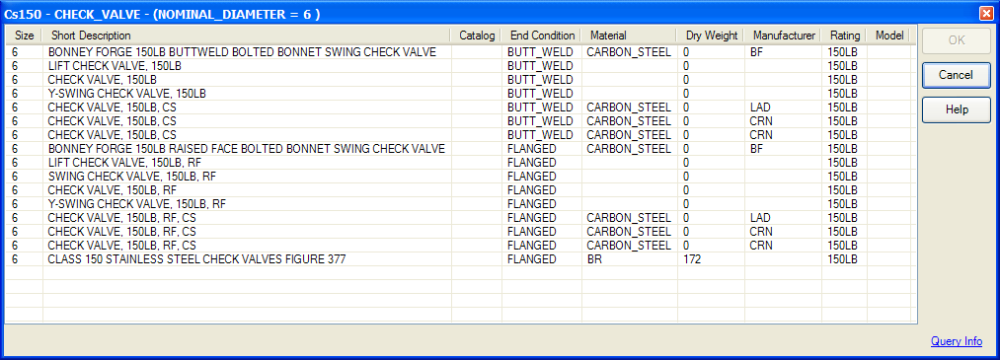 Cs150 - CHECK_VALVE - (NOMINAL_DIAMETER = 6 )
Size Short Description Catalog End Condition Material Dry Weight Manufacturer Rating Model
6 BONNEY FORGE 150LB BUTTWELD BOLTED BONNET SWING CHECK VALVE BUTT_WELD CARBON_STEEL 0 BF 150LB
6 LIFT CHECK VALVE, 150LB BUTT_WELD 0 150LB
6 CHECK VALVE, 150LB BUTT_WELD 0 150LB
6 Y-SWING CHECK VALVE, 150LB BUTT_WELD 0 150LB
6 CHECK VALVE, 150LB, CS BUTT_WELD CARBON_STEEL 0 LAD 150LB
6 CHECK VALVE, 150LB, CS BUTT_WELD CARBON_STEEL 0 CRN 150LB
6 CHECK VALVE, 150LB, CS BUTT_WELD CARBON_STEEL 0 CRN 150LB
6 BONNEY FORGE 150LB RAISED FACE BOLTED BONNET SWING CHECK VALVE FLANGED CARBON_STEEL 0 BF 150LB
6 LIFT CHECK VALVE, 150LB, RF FLANGED 0 150LB
6 SWING CHECK VALVE, 150LB, RF FLANGED 0 150LB
6 CHECK VALVE, 150LB, RF FLANGED 0 150LB
6 Y-SWING CHECK VALVE, 150LB, RF FLANGED 0 150LB
6 CHECK VALVE, 150LB, RF, CS FLANGED CARBON_STEEL 0 LAD 150LB
6 CHECK VALVE, 150LB, RF, CS FLANGED CARBON_STEEL 0 CRN 150LB
6 CHECK VALVE, 150LB, RF, CS FLANGED CARBON_STEEL 0 CRN 150LB
6 CLASS 150 STAINLESS STEEL CHECK VALVES FIGURE 377 FLANGED BR 172 150LB
OK
Cancel
Help
Query Info